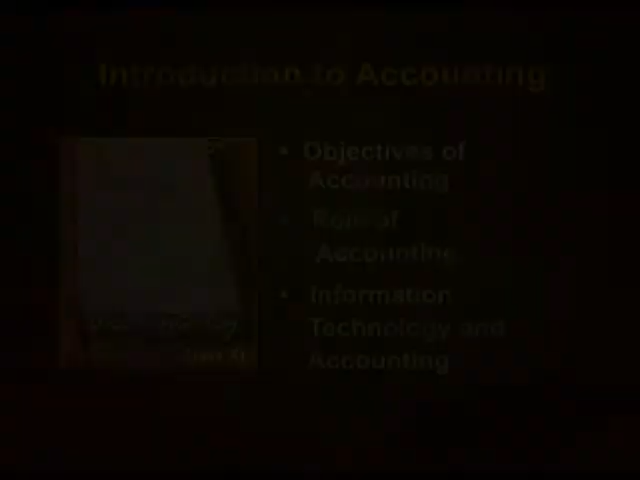 Introduction to Accounting
• Objectives of
Accounting
• Role of
Accounting
• Information
Technology and
Accounting